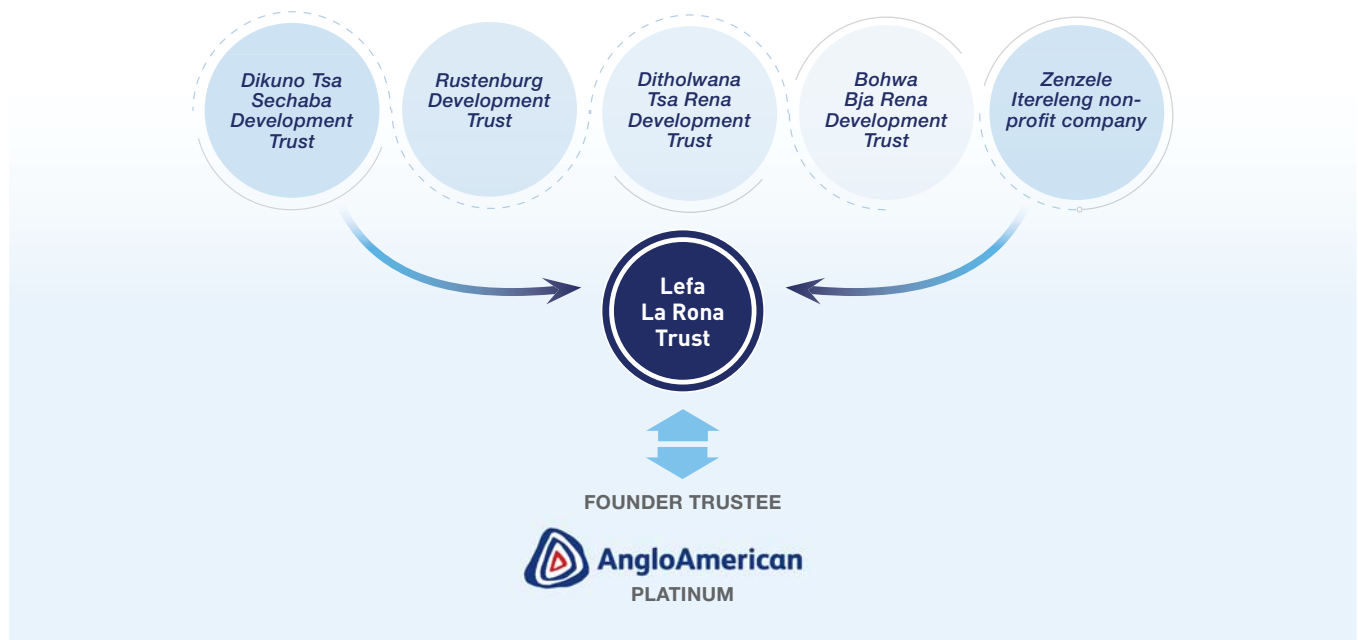 Dikuno Tsa
Sechaba
Development
Trust
Rustenburg
Development
Trust
Ditholwana
Tsa Rena
Development
Trust
Bohwa
Bja Rena
Development
Trust
Zenzele
Itereleng non-
profit company
Lefa
La Rona
Trust
FOUNDER TRUSTEE
AngloAmerican
PLATINUM